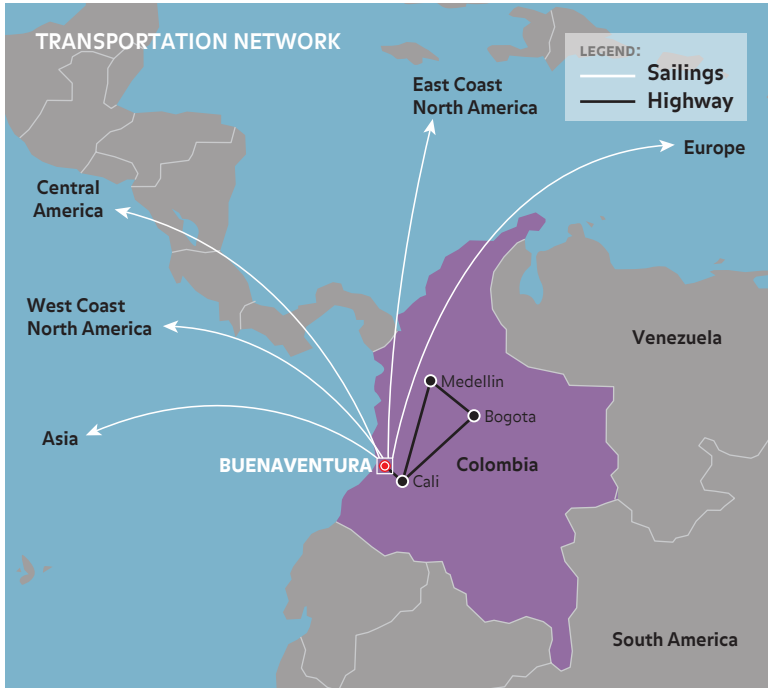 TRANSPORTATION NETWORK
LEGEND:
Sailings
Highway
East Coast
North America
Europe
Central
America
West Coast
North America
Venezuela
Medellin
Bogota
Asia
BUENAVENTURA
Colombia
Cali
South America